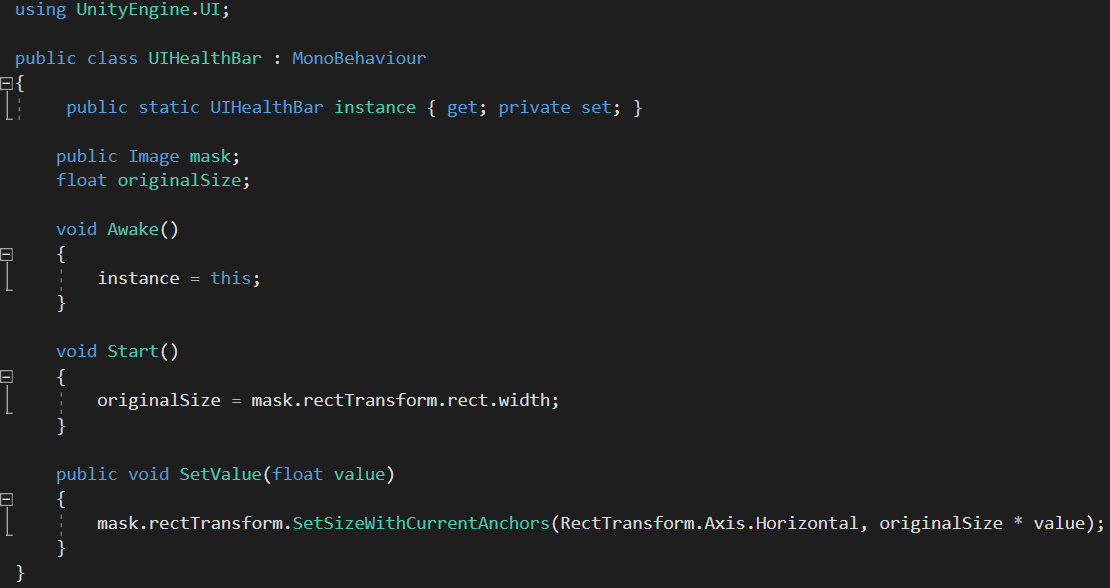 using UnityEngine.UI;
public class UIHealthBar : MonoBehaviour
{
public static UIHealthBar instance { get; private set; }
public Image mask;
float originalSize;
void Awake()
{
instance = this;
}
void Start()
{
originalSize = mask.rectTransform.rect.width;
}
public void SetValue(float value)
{
mask.rectTransform.SetSizeWithCurrentAnchors(RectTransform.Axis.Horizontal, originalSize * value);
}
}